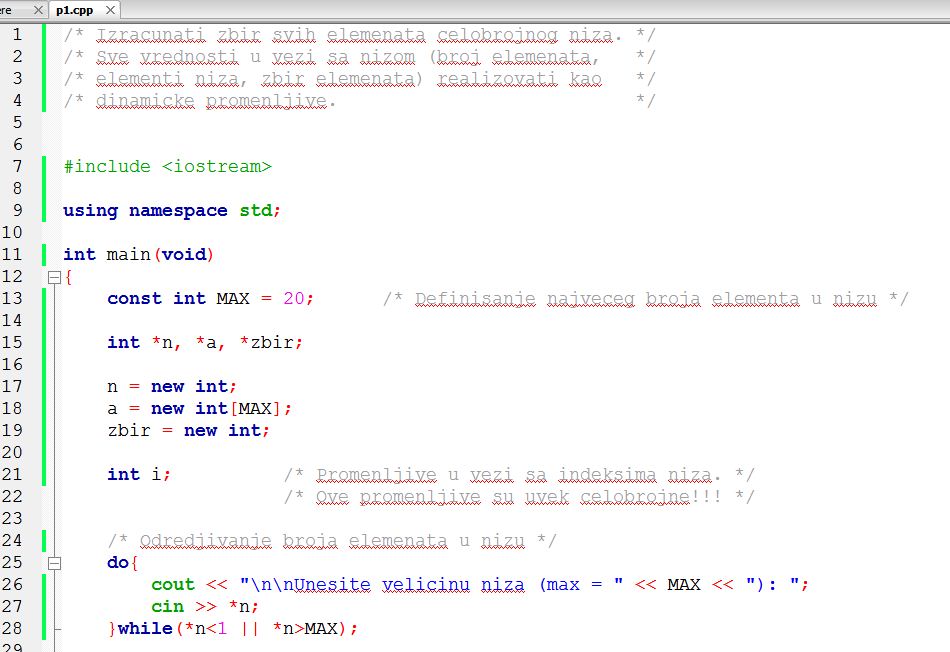 ere p1.cpp
1 /* Izracunati zbir svih elemenata celobrojnog niza. */
2 /* Sve vrednosti u vezi sa nizom (broj elemenata, */
3 /* elementi niza, zbir elemenata) realizovati kao */
4 /* dinamicke promenljive. */
5
6
7 #include <iostream>
8
9 using namespace std;
10
11 int main(void)
12 {
13 const int MAX = 20; /* Definisanje najveceg broja elementa u nizu */
14
15 int *n, *a, *zbir;
16
17 n = new int;
18 a = new int[MAX];
19 zbir = new int;
20
21 int i; /* Promenljive u vezi sa indeksima niza. */
22 /* Ove promenljive su uvek celobrojne!!! */
23
24 /* Odredjivanje broja elemenata u nizu */
25 do{
26 cout << "\n\nUnesite velicinu niza (max = " << MAX << "): ";
27 cin >> *n;
28 }while(*n<1 || *n>MAX);
29